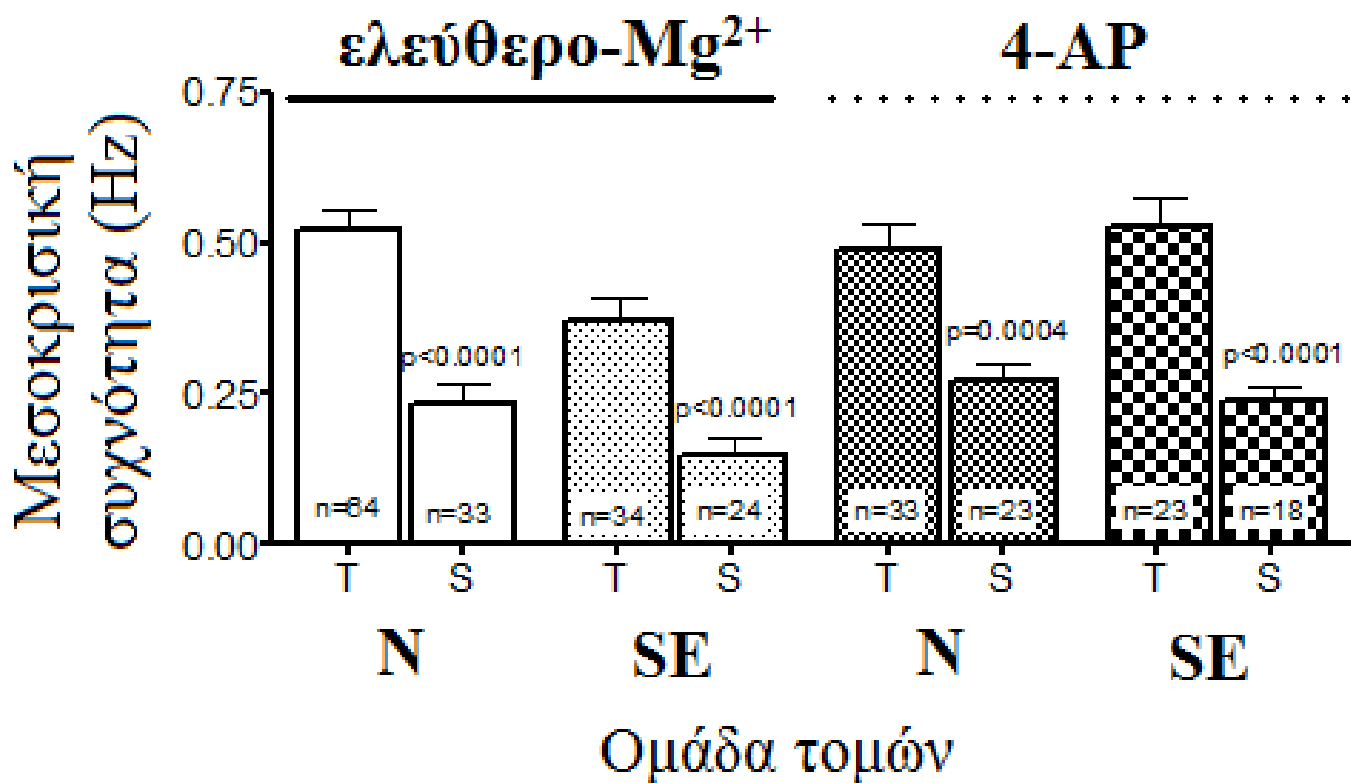 ελεύθερο-Mg²⁺ 4-AP
Μεσοκρισική
συχνότητα (Hz)
0.75
0.50
0.25
0.00
p<0.0001 p<0.0001 p=0.0004 p<0.0001
n=64 n=33 n=34 n=24 n=33 n=23 n=23 n=18
T S T S T S T S
N SE N SE
Ομάδα τομών